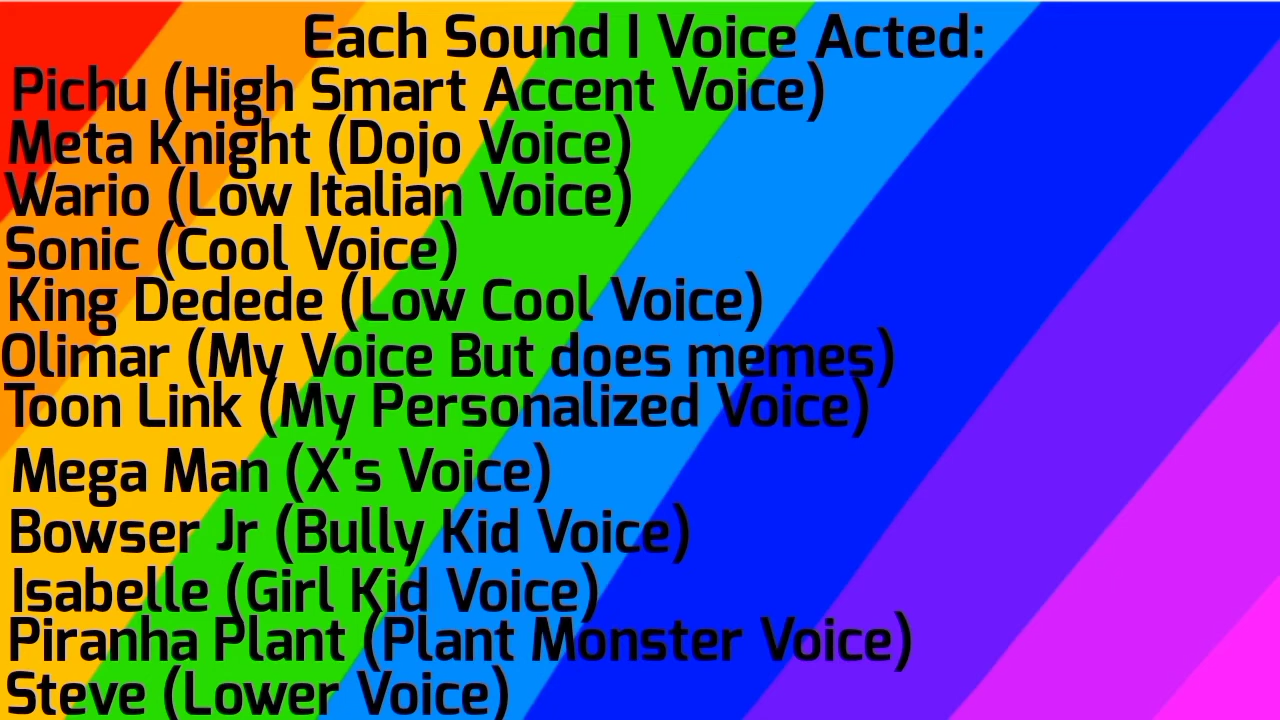 Each Sound I Voice Acted:
Pichu (High Smart Accent Voice)
Meta Knight (Dojo Voice)
Wario (Low Italian Voice)
Sonic (Cool Voice)
King Dedede (Low Cool Voice)
Olimar (My Voice But does memes)
Toon Link (My Personalized Voice)
Mega Man (X's Voice)
Bowser Jr (Bully Kid Voice)
Isabelle (Girl Kid Voice)
Piranha Plant (Plant Monster Voice)
Steve (Lower Voice)